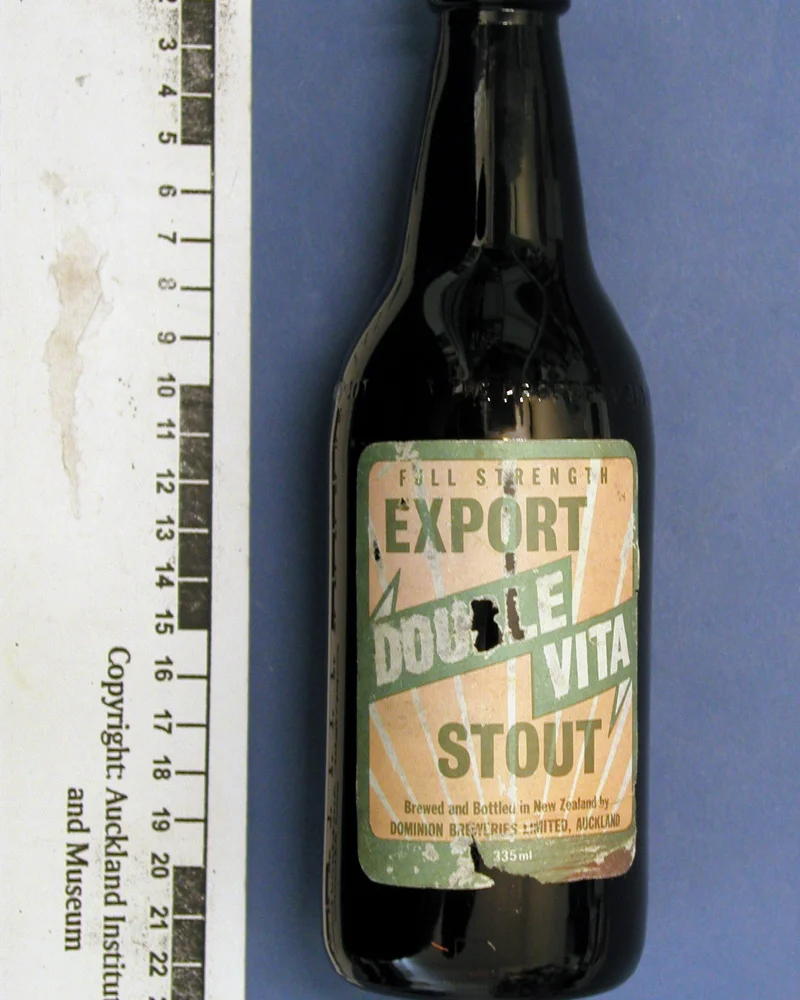 3
4
5
6
7
8
9
10
11
12
13
14
15
16
17
18
19
20
21
22
Copyright: Auckland Institu
and Museum
FULL STRENGTH
EXPORT
DOUBLE
VITA
STOUT
Brewed and Bottled in New Zealand by
DOMINION BREWERIES LIMITED, AUCKLAND
335ml